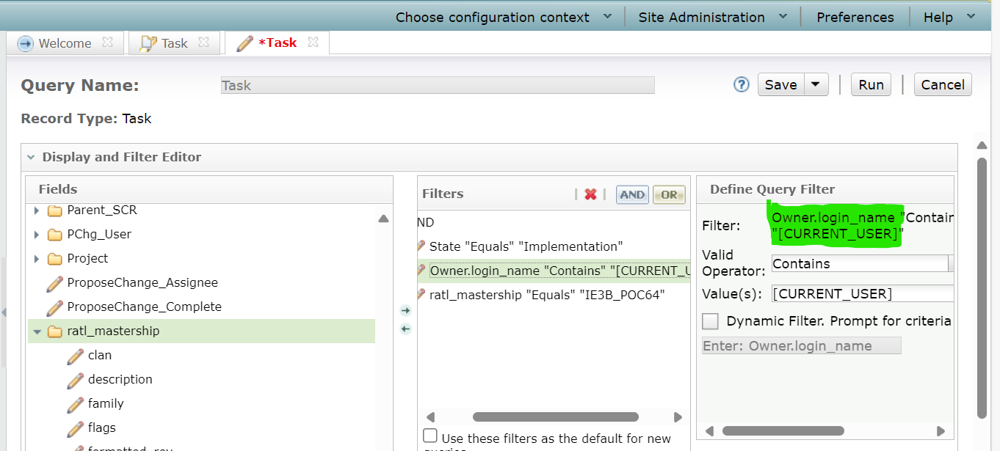 Choose configuration context Site Administration Preferences Help
Welcome Task *Task
Query Name: Task ? Save Run Cancel
Record Type: Task
Display and Filter Editor
Fields
Parent_SCR
PChg_User
Project
ProposeChange_Assignee
ProposeChange_Complete
ratl_mastership
clan
description
family
flags
Filters AND OR
ND
State "Equals" "Implementation"
Owner.login_name "Contains" "[CURRENT_U
ratl_mastership "Equals" "IE3B_POC64"
Use these filters as the default for new
Define Query Filter
Filter: Owner.login_name "Contain
"[CURRENT_USER]"
Valid
Operator: Contains
Value(s): [CURRENT_USER]
Dynamic Filter. Prompt for criteria
Enter: Owner.login_name